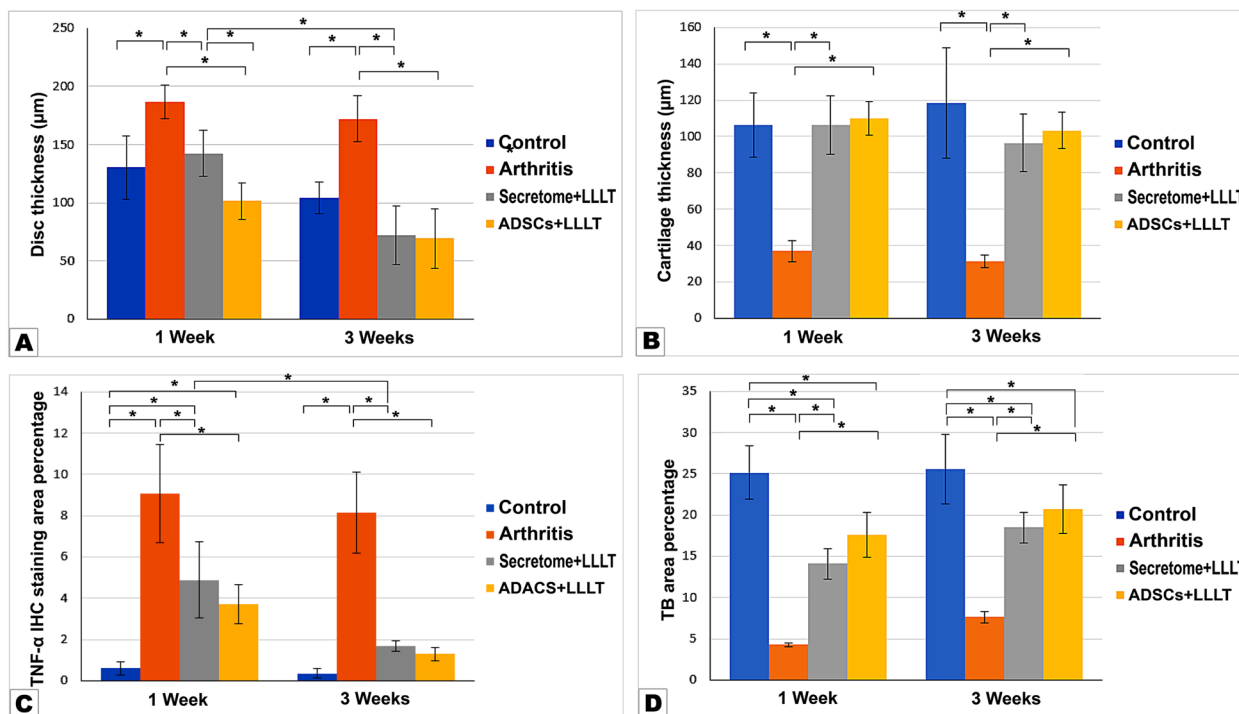 Disc thickness (µm)
250
200
150
100
50
0
*
*
*
*
*
*
*
*
*
*
Control
Arthritis
Secretome+LLLT
ADSCs+LLLT
1 Week
3 Weeks
A
Cartilage thickness (µm)
160
140
120
100
80
60
40
20
0
*
*
*
*
*
*
Control
Arthritis
Secretome+LLLT
ADSCs+LLLT
1 Week
3 Weeks
B
TNF-α IHC staining area percentage
14
12
10
8
6
4
2
0
*
*
*
*
*
*
*
*
*
Control
Arthritis
Secretome+LLLT
ADACS+LLLT
1 Week
3 Weeks
C
TB area percentage
35
30
25
20
15
10
5
0
*
*
*
*
*
*
*
*
*
*
Control
Arthritis
Secretome+LLLT
ADSCs+LLLT
1 Week
3 Weeks
D